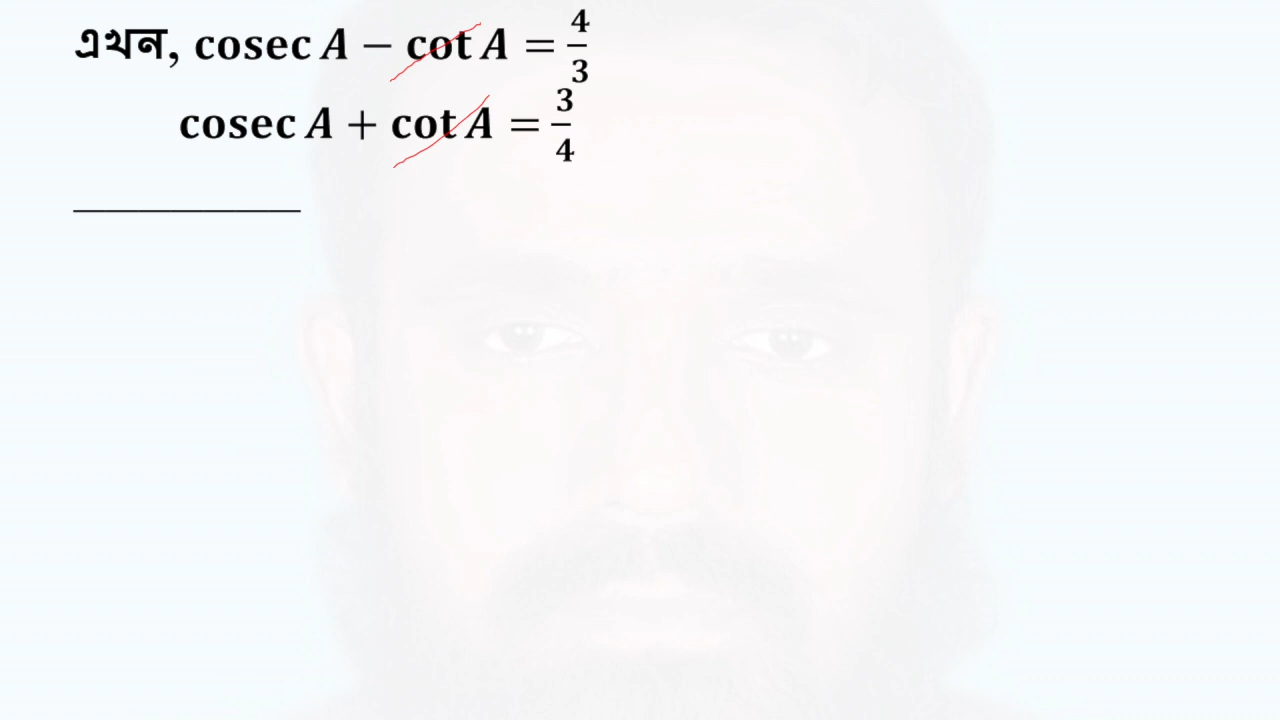 এখন, cosec A − cot A = 4/3
cosec A + cot A = 3/4